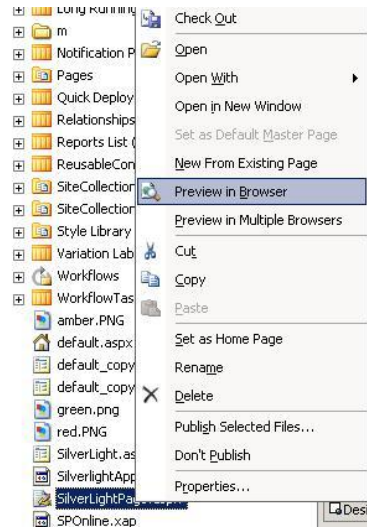 Long Running
m
Notification P
Pages
Quick Deploy
Relationships
Reports List (
ReusableCon
SiteCollection
SiteCollection
Style Library
Variation Lab
Workflows
WorkflowTas
amber.PNG
default.aspx
default_copy
default_copy
green.png
red.PNG
SilverLight.as
SilverlightApp
SilverLightPage.aspx
SPOnline.xap
Check Out
Open
Open With
Open in New Window
Set as Default Master Page
New From Existing Page
Preview in Browser
Preview in Multiple Browsers
Cut
Copy
Paste
Set as Home Page
Rename
Delete
Publish Selected Files...
Don't Publish
Properties...
Desi